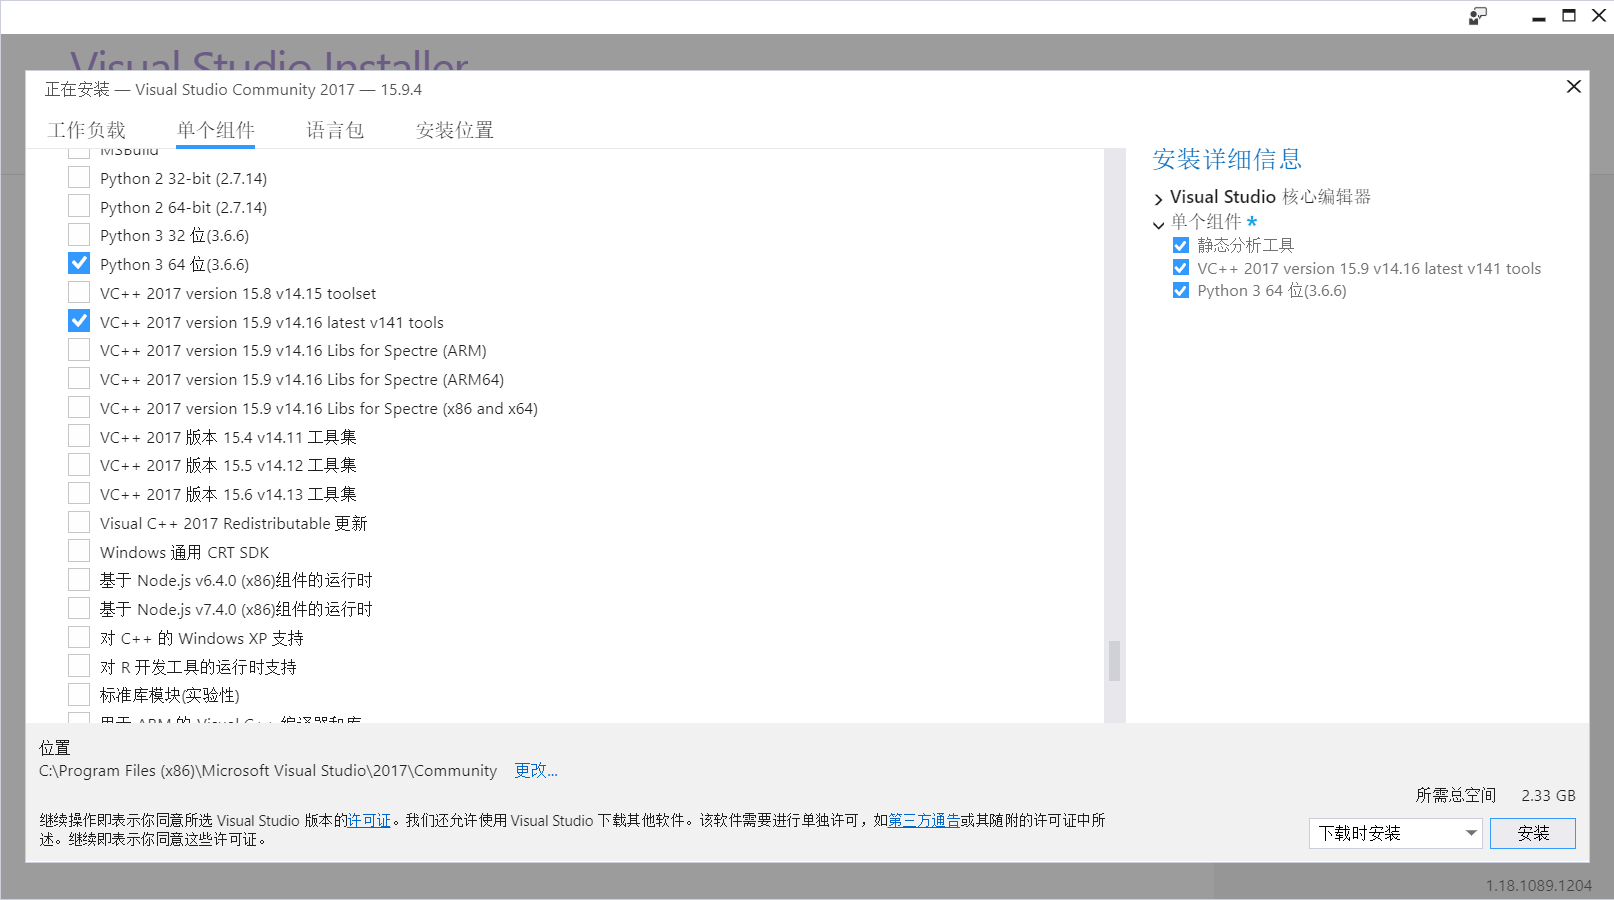 Visual Studio Installer
正在安装 — Visual Studio Community 2017 — 15.9.4
工作负载 单个组件 语言包 安装位置
MSBuild
Python 2 32-bit (2.7.14)
Python 2 64-bit (2.7.14)
Python 3 32 位(3.6.6)
Python 3 64 位(3.6.6)
VC++ 2017 version 15.8 v14.15 toolset
VC++ 2017 version 15.9 v14.16 latest v141 tools
VC++ 2017 version 15.9 v14.16 Libs for Spectre (ARM)
VC++ 2017 version 15.9 v14.16 Libs for Spectre (ARM64)
VC++ 2017 version 15.9 v14.16 Libs for Spectre (x86 and x64)
VC++ 2017 版本 15.4 v14.11 工具集
VC++ 2017 版本 15.5 v14.12 工具集
VC++ 2017 版本 15.6 v14.13 工具集
Visual C++ 2017 Redistributable 更新
Windows 通用 CRT SDK
基于 Node.js v6.4.0 (x86)组件的运行时
基于 Node.js v7.4.0 (x86)组件的运行时
对 C++ 的 Windows XP 支持
对 R 开发工具的运行时支持
标准库模块(实验性)
用于 ARM 的 Visual C++ 编译器和库
安装详细信息
Visual Studio 核心编辑器
单个组件 *
静态分析工具
VC++ 2017 version 15.9 v14.16 latest v141 tools
Python 3 64 位(3.6.6)
位置
C:\Program Files (x86)\Microsoft Visual Studio\2017\Community 更改...
所需总空间 2.33 GB
继续操作即表示你同意所选 Visual Studio 版本的许可证。我们还允许使用 Visual Studio 下载其他软件。该软件需要进行单独许可，如第三方通告或其随附的许可证中所
述。继续即表示你同意这些许可证。
下载时安装 安装
1.18.1089.1204